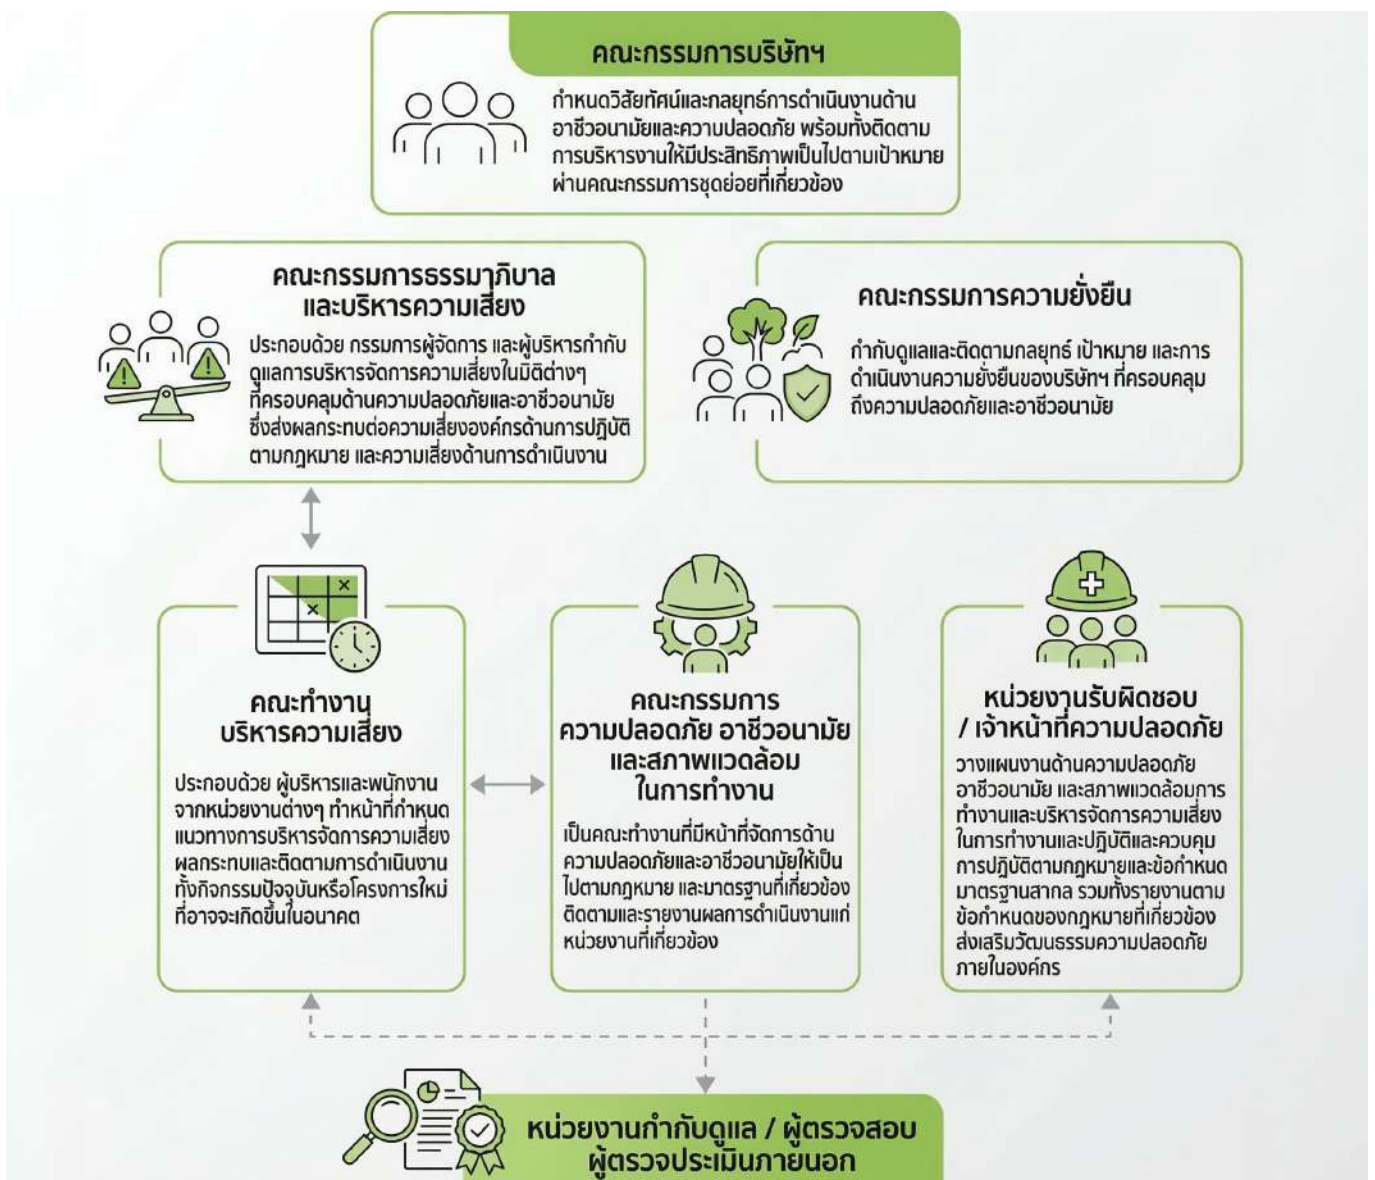 คณะกรรมการบริษัทฯ
กำหนดวิสัยทัศน์และกลยุทธ์การดำเนินงานด้าน
อาชีวอนามัยและความปลอดภัย พร้อมทั้งติดตาม
การบริหารงานให้มีประสิทธิภาพเป็นไปตามเป้าหมาย
ผ่านคณะกรรมการชุดย่อยที่เกี่ยวข้อง
คณะกรรมการธรรมาภิบาล
และบริหารความเสี่ยง
ประกอบด้วย กรรมการผู้จัดการ และผู้บริหารกำกับ
ดูแลการบริหารจัดการความเสี่ยงในมิติต่างๆ
ที่ครอบคลุมด้านความปลอดภัยและอาชีวอนามัย
ซึ่งส่งผลกระทบต่อความเสี่ยงองค์กรด้านการปฏิบัติ
ตามกฎหมาย และความเสี่ยงด้านการดำเนินงาน
คณะกรรมการความยั่งยืน
กำกับดูแลและติดตามกลยุทธ์ เป้าหมาย และการ
ดำเนินงานความยั่งยืนของบริษัทฯ ที่ครอบคลุม
ถึงความปลอดภัยและอาชีวอนามัย
คณะทำงาน
บริหารความเสี่ยง
ประกอบด้วย ผู้บริหารและพนักงาน
จากหน่วยงานต่างๆ ทำหน้าที่กำหนด
แนวทางการบริหารจัดการความเสี่ยง
ผลกระทบและติดตามการดำเนินงาน
ทั้งกิจกรรมปัจจุบันหรือโครงการใหม่
ที่อาจจะเกิดขึ้นในอนาคต
คณะกรรมการ
ความปลอดภัย อาชีวอนามัย
และสภาพแวดล้อม
ในการทำงาน
เป็นคณะทำงานที่มีหน้าที่จัดการด้าน
ความปลอดภัยและอาชีวอนามัยให้เป็น
ไปตามกฎหมาย และมาตรฐานที่เกี่ยวข้อง
ติดตามและรายงานผลการดำเนินงานแก่
หน่วยงานที่เกี่ยวข้อง
หน่วยงานรับผิดชอบ
/ เจ้าหน้าที่ความปลอดภัย
วางแผนงานด้านความปลอดภัย
อาชีวอนามัย และสภาพแวดล้อมการ
ทำงานและบริหารจัดการความเสี่ยง
ในการทำงานและปฏิบัติและควบคุม
การปฏิบัติตามกฎหมายและข้อกำหนด
มาตรฐานสากล รวมทั้งรายงานตาม
ข้อกำหนดของกฎหมายที่เกี่ยวข้อง
ส่งเสริมวัฒนธรรมความปลอดภัย
ภายในองค์กร
หน่วยงานกำกับดูแล / ผู้ตรวจสอบ
ผู้ตรวจประเมินภายนอก